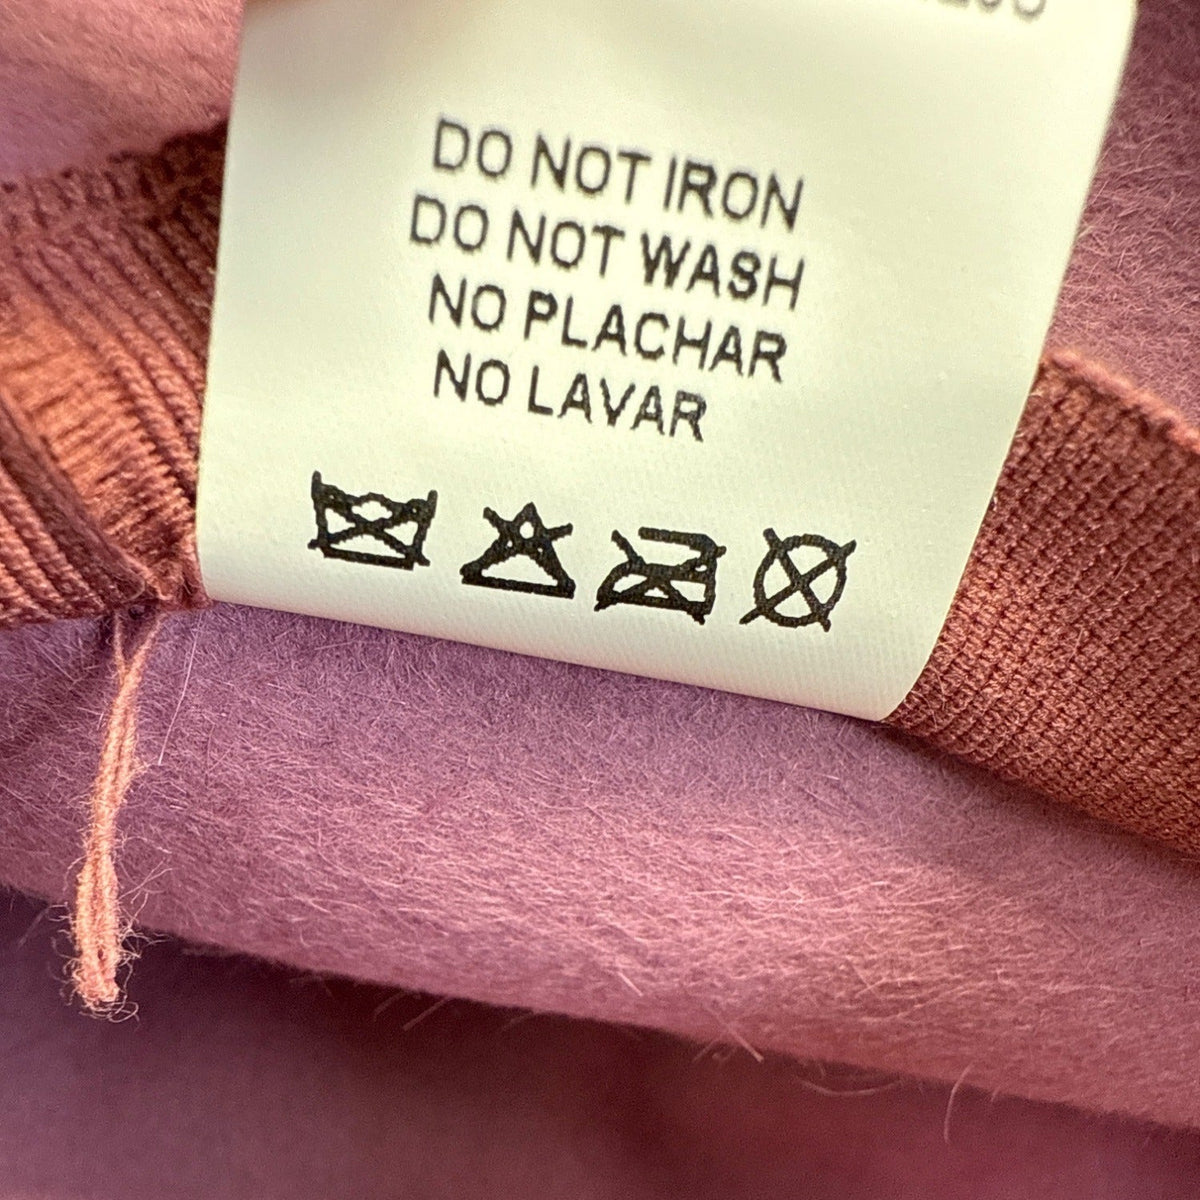 DO NOT IRON
DO NOT WASH
NO PLACHAR
NO LAVAR